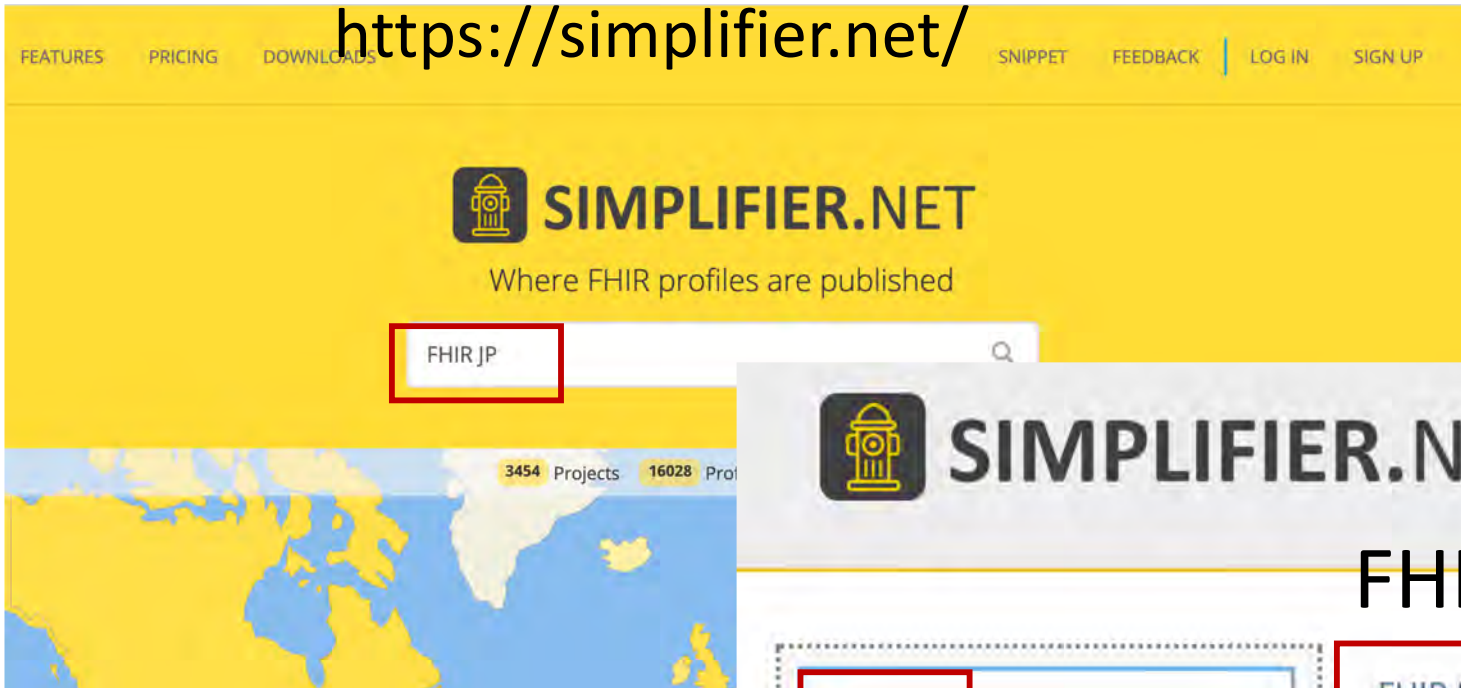 https://simplifier.net/
FEATURES PRICING DOWNLOADS SNIPPET FEEDBACK LOG IN SIGN UP
SIMPLIFIER.NET
Where FHIR profiles are published
FHIR JP
3454 Projects 16028
SIMPLIFIER.N